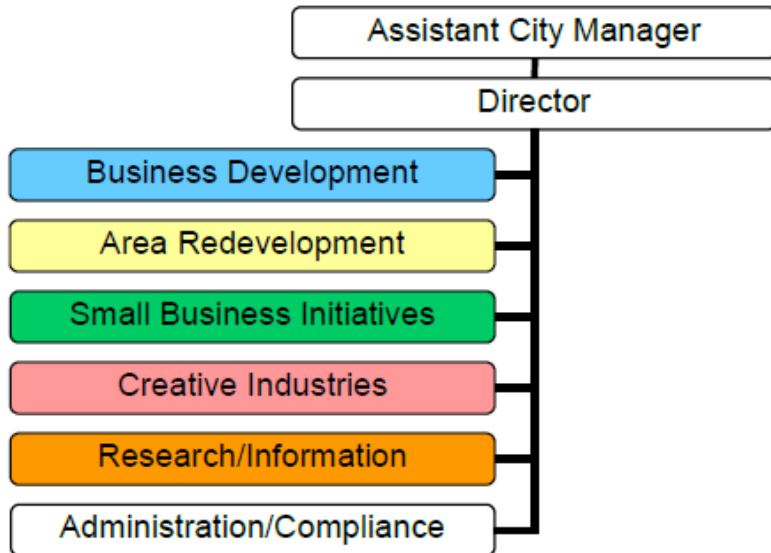 Assistant City Manager
Director
Business Development
Area Redevelopment
Small Business Initiatives
Creative Industries
Research/Information
Administration/Compliance